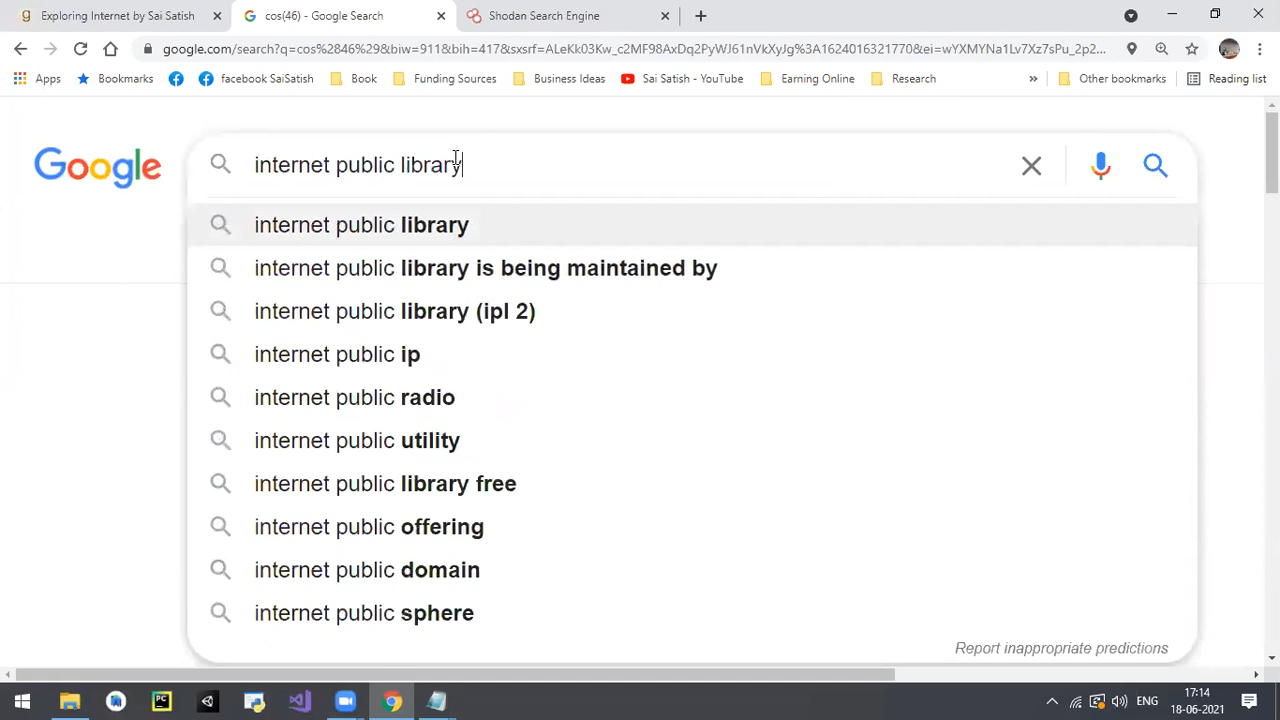 Exploring Internet by Sai Satish
cos(46) - Google Search
Shodan Search Engine
google.com/search?q=cos%2846%29&biw=911&bih=417&sxsrf=ALeKk03Kw_c2MF98AxDq2PyWJ61nVkXyJg%3A1624016321770&ei=wYXMYNa1Lv7Xz7sPu_2p2...
Apps
Bookmarks
facebook SaiSatish
Book
Funding Sources
Business Ideas
Sai Satish - YouTube
Earning Online
Research
»
Other bookmarks
Reading list
Google
internet public library
internet public library
internet public library is being maintained by
internet public library (ipl 2)
internet public ip
internet public radio
internet public utility
internet public library free
internet public offering
internet public domain
internet public sphere
Report inappropriate predictions
PC
ENG
17:14
18-06-2021